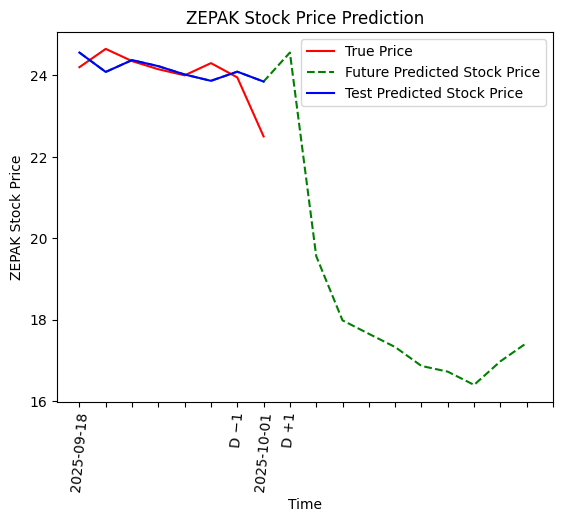 ZEPAK Stock Price Prediction
True Price
Future Predicted Stock Price
Test Predicted Stock Price
ZEPAK Stock Price
24
22
20
18
16
2025-09-18
D −1
2025-10-01
D +1
Time